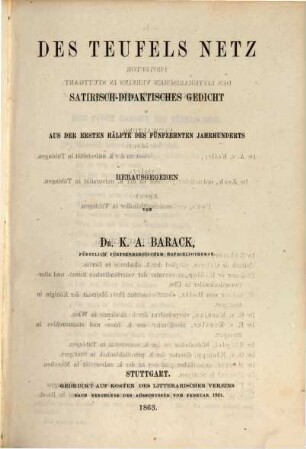 DES TEUFELS NETZ
SATIRISCH-DIDAKTISCHES GEDICHT
AUS DER ERSTEN HÄLFTE DES FÜNFZEHNTEN JAHRHUNDERTS
HERAUSGEGEBEN
VON
DR. K. A. BARACK,
FÜRSTLICH FÜRSTENBERGISCHEM HOFBIBLIOTHEKAR
STUTTGART.
GEDRUCKT AUF KOSTEN DES LITTERARISCHEN VEREINS
NACH BESCHLUSS DES AUSSCHUSSES VOM FEBRUAR 1861.
1863.